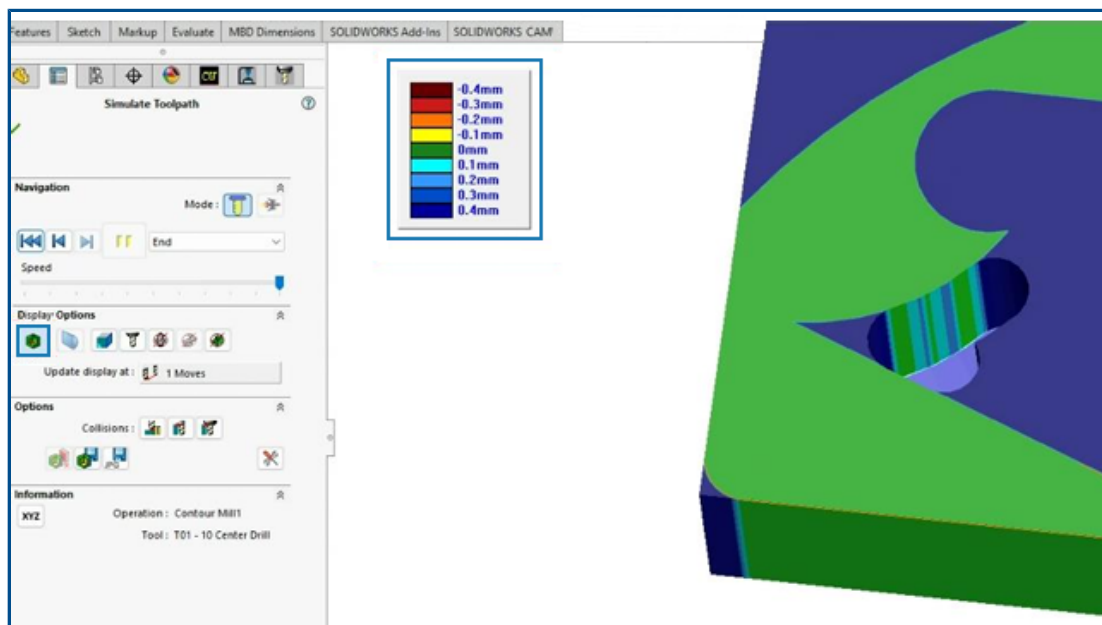 Features Sketch Markup Evaluate MBD Dimensions SOLIDWORKS Add-Ins SOLIDWORKS CAM
Simulate Toolpath
Navigation
Mode :
End
Speed
Display Options
Update display at : 1 Moves
Options
Collisions :
Information
XYZ Operation : Contour Mill1
Tool : T01 - 10 Center Drill
-0.4mm
-0.3mm
-0.2mm
-0.1mm
0mm
0.1mm
0.2mm
0.3mm
0.4mm